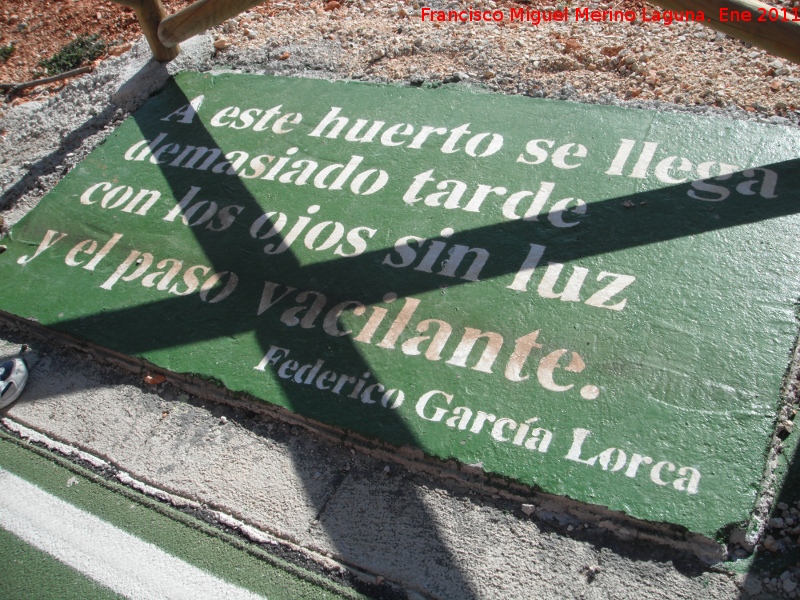 Francisco Miguel Merino Laguna. Ene 2011
A este huerto se llega
demasiado tarde
con los ojos sin luz
y el paso vacilante.
Federico García Lorca